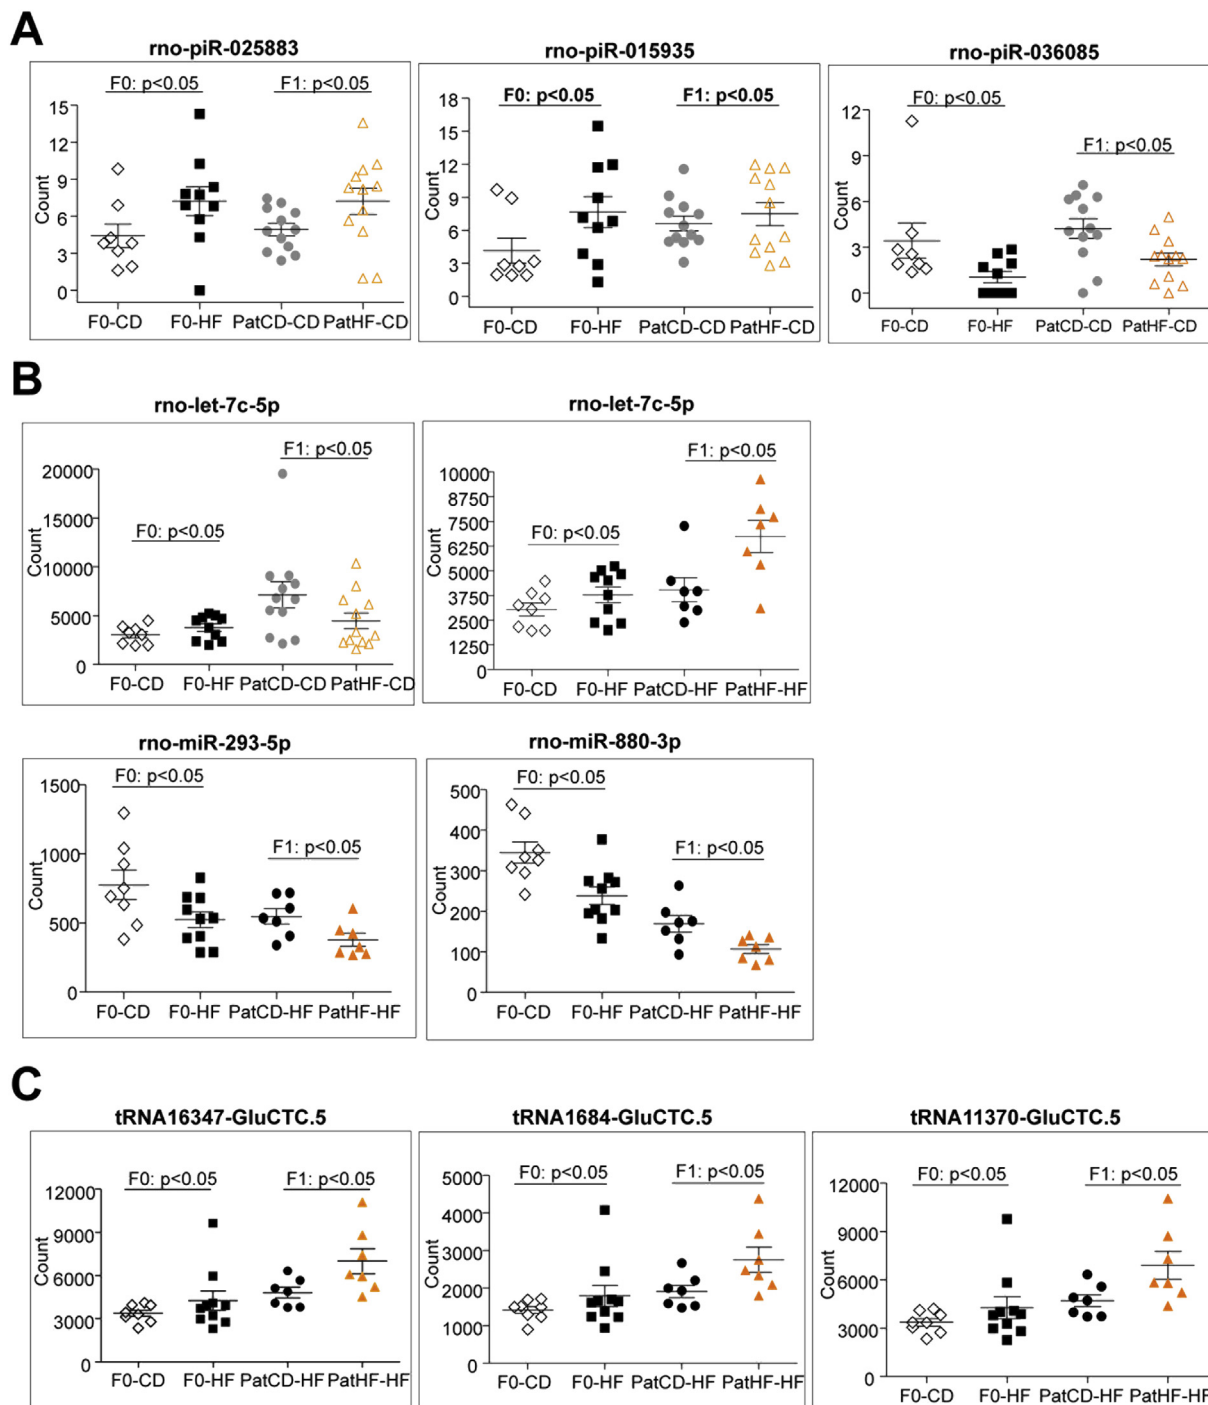 A
rno-piR-025883
F0: p<0.05
F1: p<0.05
Count
15
12
9
6
3
0
F0-CD
F0-HF
PatCD-CD
PatHF-CD
rno-piR-015935
F0: p<0.05
F1: p<0.05
Count
18
15
12
9
6
3
0
F0-CD
F0-HF
PatCD-CD
PatHF-CD
rno-piR-036085
F0: p<0.05
F1: p<0.05
Count
12
9
6
3
0
F0-CD
F0-HF
PatCD-CD
PatHF-CD
B
rno-let-7c-5p
F1: p<0.05
F0: p<0.05
Count
20000
15000
10000
5000
0
F0-CD
F0-HF
PatCD-CD
PatHF-CD
rno-let-7c-5p
F1: p<0.05
F0: p<0.05
Count
10000
8750
7500
6250
5000
3750
2500
1250
0
F0-CD
F0-HF
PatCD-HF
PatHF-HF
rno-miR-293-5p
F0: p<0.05
F1: p<0.05
Count
1500
1000
500
0
F0-CD
F0-HF
PatCD-HF
PatHF-HF
rno-miR-880-3p
F0: p<0.05
F1: p<0.05
Count
500
400
300
200
100
0
F0-CD
F0-HF
PatCD-HF
PatHF-HF
C
tRNA16347-GluCTC.5
F0: p<0.05
F1: p<0.05
Count
12000
9000
6000
3000
0
F0-CD
F0-HF
PatCD-HF
PatHF-HF
tRNA1684-GluCTC.5
F0: p<0.05
F1: p<0.05
Count
5000
4000
3000
2000
1000
0
F0-CD
F0-HF
PatCD-HF
PatHF-HF
tRNA11370-GluCTC.5
F0: p<0.05
F1: p<0.05
Count
12000
9000
6000
3000
0
F0-CD
F0-HF
PatCD-HF
PatHF-HF